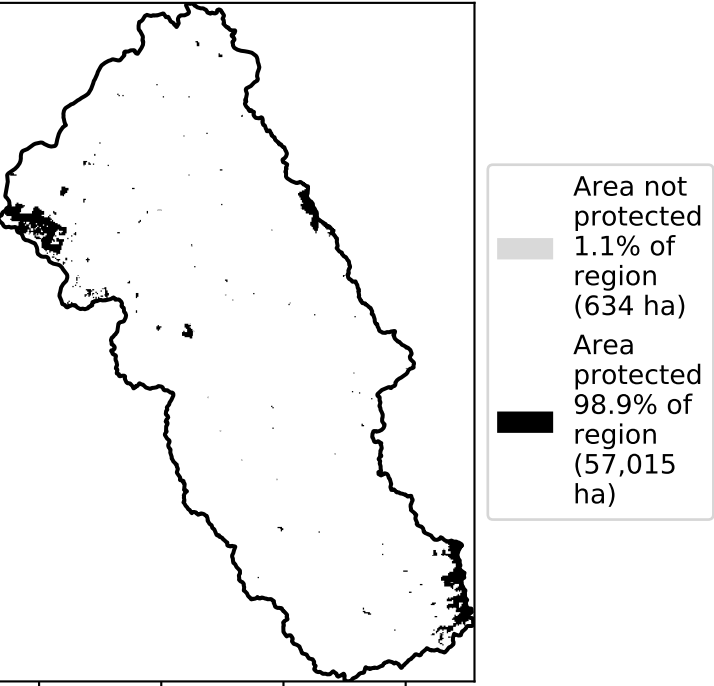 Area not
protected
1.1% of
region
(634 ha)
Area
protected
98.9% of
region
(57,015
ha)